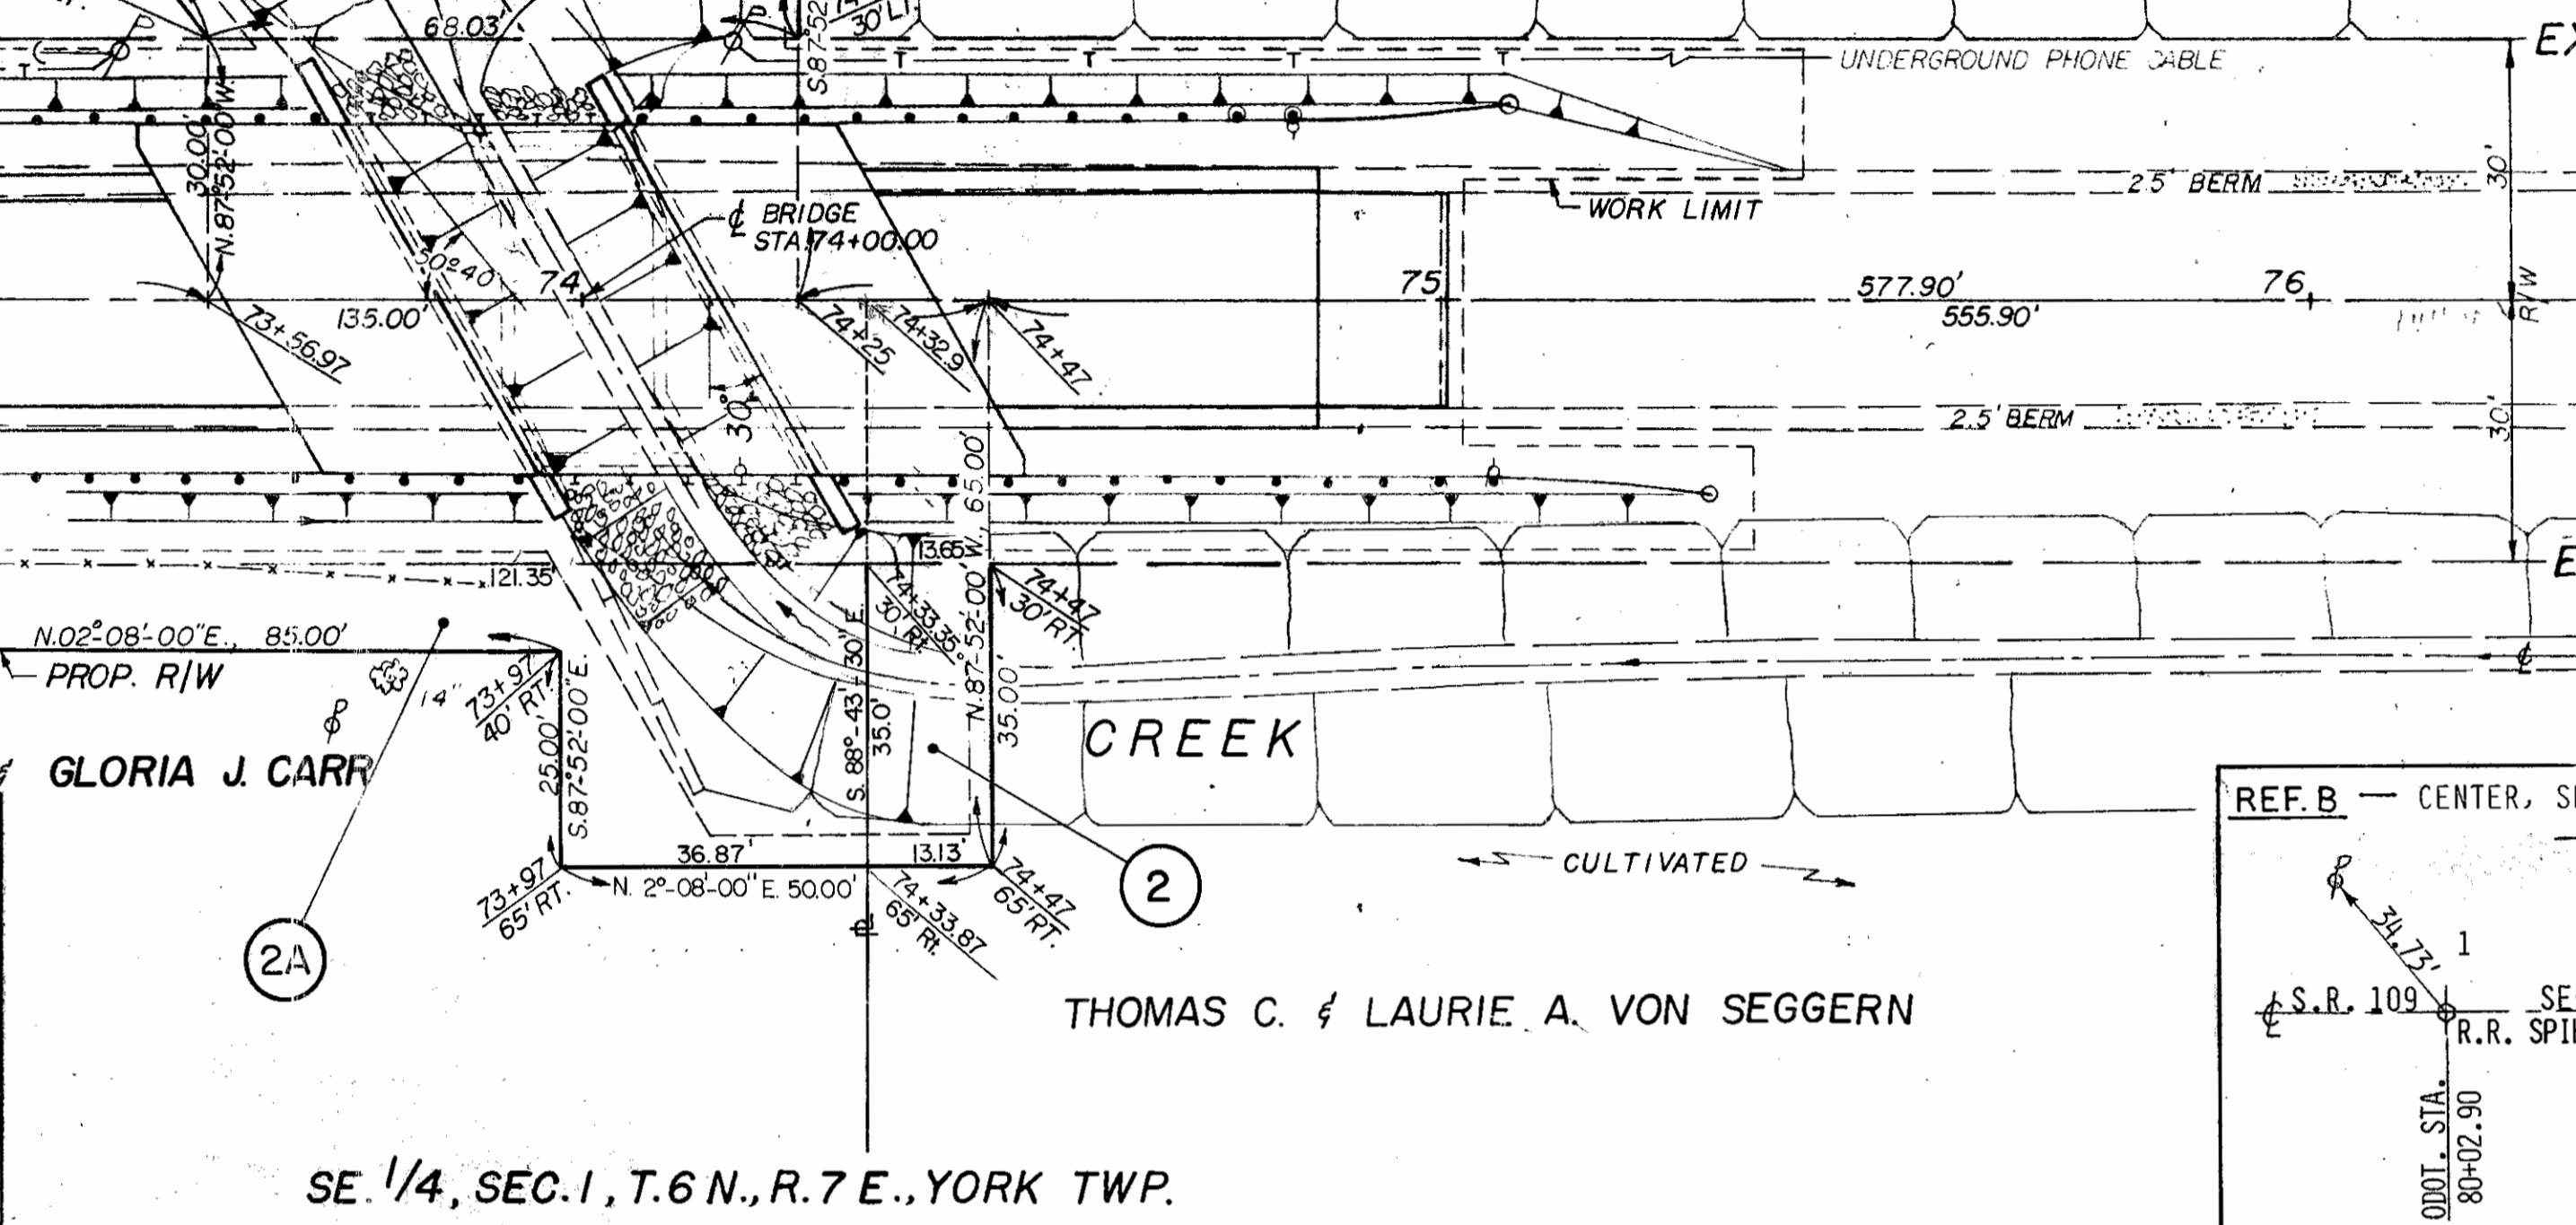 68.03'
S.87°-52'
30' LT.
T
T
T
T
T
UNDERGROUND PHONE CABLE
30.00'
N.87°52'-00"W.
30'
2.5' BERM
WORK LIMIT
℄ BRIDGE
STA. 74+00.00
50°40'
74
75
577.90'
76
R/W
135.00'
555.90'
73+56.97
74+25
74+32.9
74+47
30°
2.5' BERM
30'
N.87°-52'-00"W. 65.00'
13.65'
121.35'
74+33.35
30' Rt.
74+47
30' RT.
N.02°-08'-00"E., 85.00'
PROP. R/W
14"
73+97
40' RT.
25.00'
S.87°-52'-00"E.
S. 88°-43'-30" E.
35.0'
35.00'
CREEK
℄
& GLORIA J. CARR
REF. B — CENTER,
36.87'
13.13'
CULTIVATED
N. 2°-08'-00"E. 50.00'
73+97
65' RT.
74+33.87
65' Rt.
74+47
65' RT.
2
2A
34.73'
1
℄ S.R. 109
R.R.
THOMAS C. & LAURIE A. VON SEGGERN
ODOT. STA.
80+02.90
SE. 1/4, SEC. 1, T. 6 N., R. 7 E., YORK TWP.